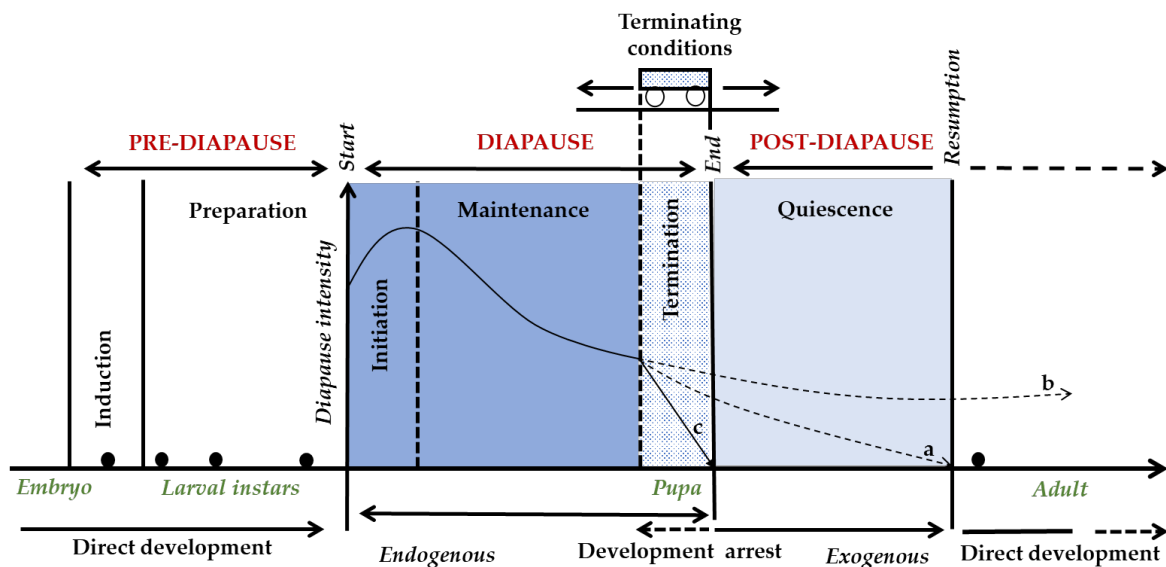 Terminating
conditions
PRE-DIAPAUSE
Start
DIAPAUSE
End
POST-DIAPAUSE
Resumption
Preparation
Maintenance
Quiescence
Induction
Diapause intensity
Initiation
Termination
b
c
a
Embryo
Larval instars
Pupa
Adult
Direct development
Endogenous
Development arrest
Exogenous
Direct development